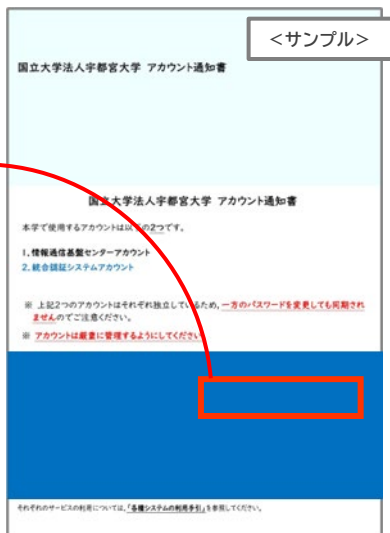 <サンプル>
国立大学法人宇都宮大学 アカウント通知書
国立大学法人宇都宮大学 アカウント通知書
本学で使用するアカウントは以下の2つです。
1. 情報通信基盤センターアカウント
2. 統合認証システムアカウント
※ 上記2つのアカウントはそれぞれ独立しているため、一方のパスワードを変更しても同期され
ませんのでご注意ください。
※ アカウントは厳重に管理するようにしてください
それぞれのサービスの利用については、「各種システムの利用手引」を参照してください。